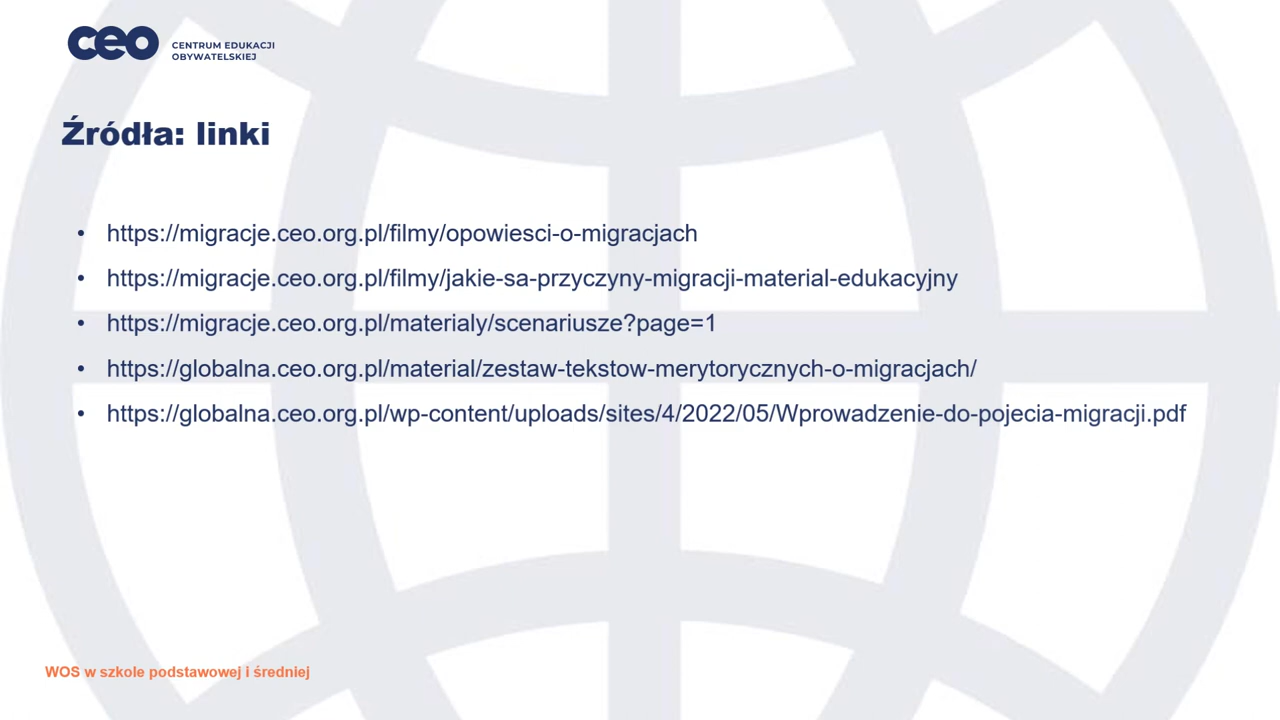 ceo CENTRUM EDUKACJI
OBYWATELSKIEJ
Źródła: linki
• https://migracje.ceo.org.pl/filmy/opowiesci-o-migracjach
• https://migracje.ceo.org.pl/filmy/jakie-sa-przyczyny-migracji-material-edukacyjny
• https://migracje.ceo.org.pl/materialy/scenariusze?page=1
• https://globalna.ceo.org.pl/material/zestaw-tekstow-merytorycznych-o-migracjach/
• https://globalna.ceo.org.pl/wp-content/uploads/sites/4/2022/05/Wprowadzenie-do-pojecia-migracji.pdf
WOS w szkole podstawowej i średniej